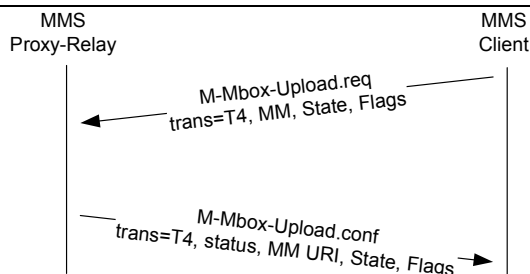 MMS
Proxy-Relay
MMS
Client
M-Mbox-Upload.req
trans=T4, MM, State, Flags
M-Mbox-Upload.conf
trans=T4, status, MM URI, State, Flags